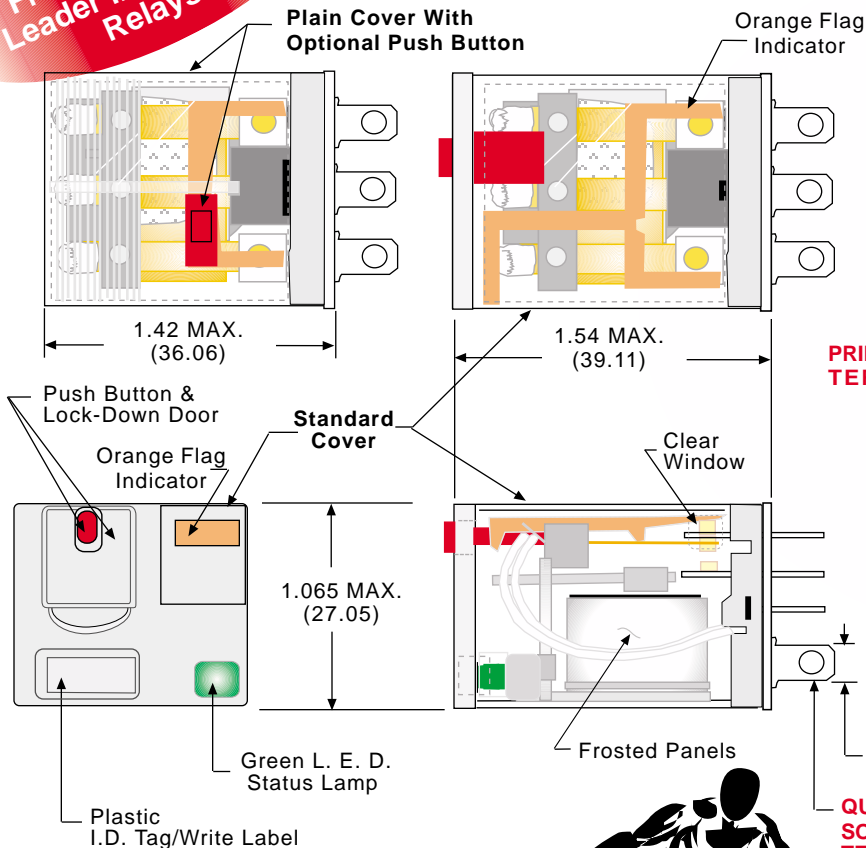 Leader
Relays
Plain Cover With
Optional Push Button
Orange Flag
Indicator
1.42 MAX.
(36.06)
1.54 MAX.
(39.11)
Push Button &
Lock-Down Door
Standard
Cover
Orange Flag
Indicator
Clear
Window
1.065 MAX.
(27.05)
Frosted Panels
Green L. E. D.
Status Lamp
Plastic
I.D. Tag/Write Label